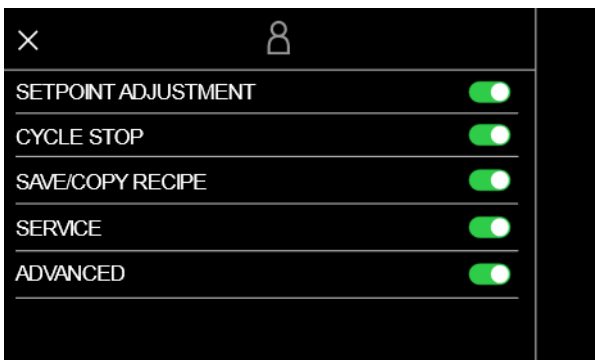 SETPOINT ADJUSTMENT
CYCLE STOP
SAVE/COPY RECIPE
SERVICE
ADVANCED